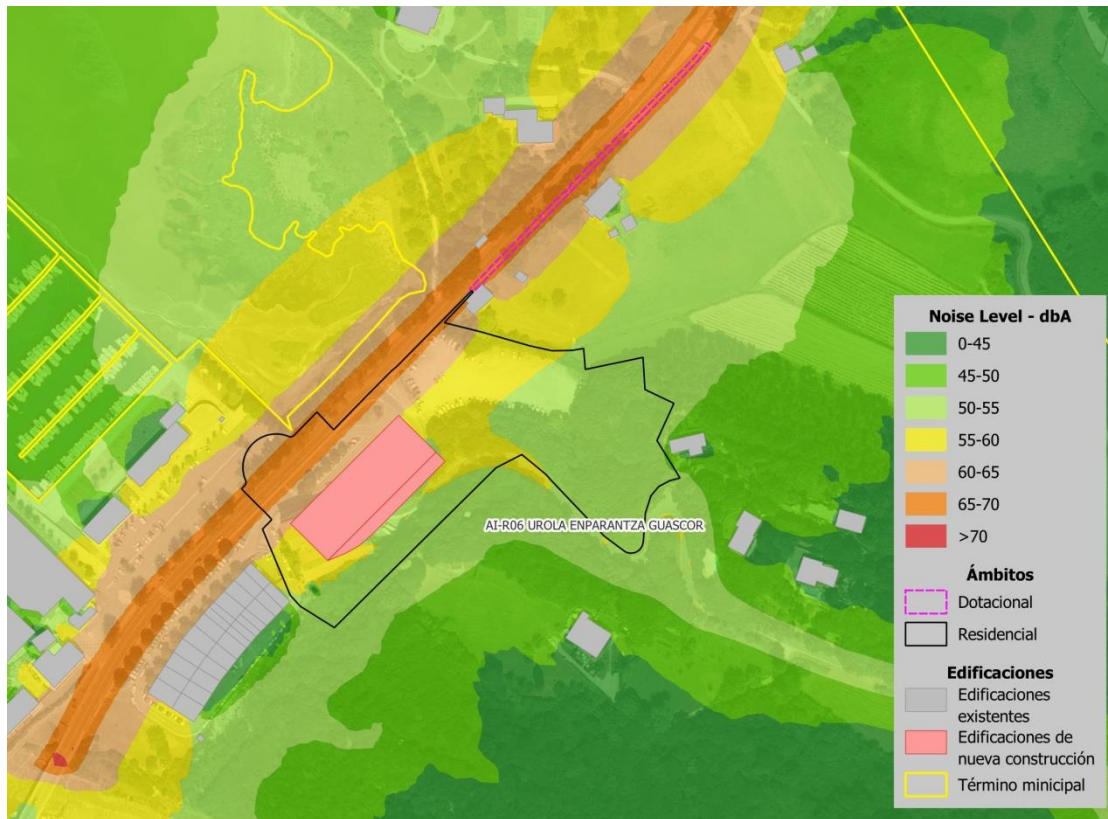 AI-R06 UROLA ENPARANTZA GUASCOR
Noise Level - dbA
0-45
45-50
50-55
55-60
60-65
65-70
>70
Ámbitos
Dotacional
Residencial
Edificaciones
Edificaciones
existentes
Edificaciones de
nueva construcción
Término minicipal